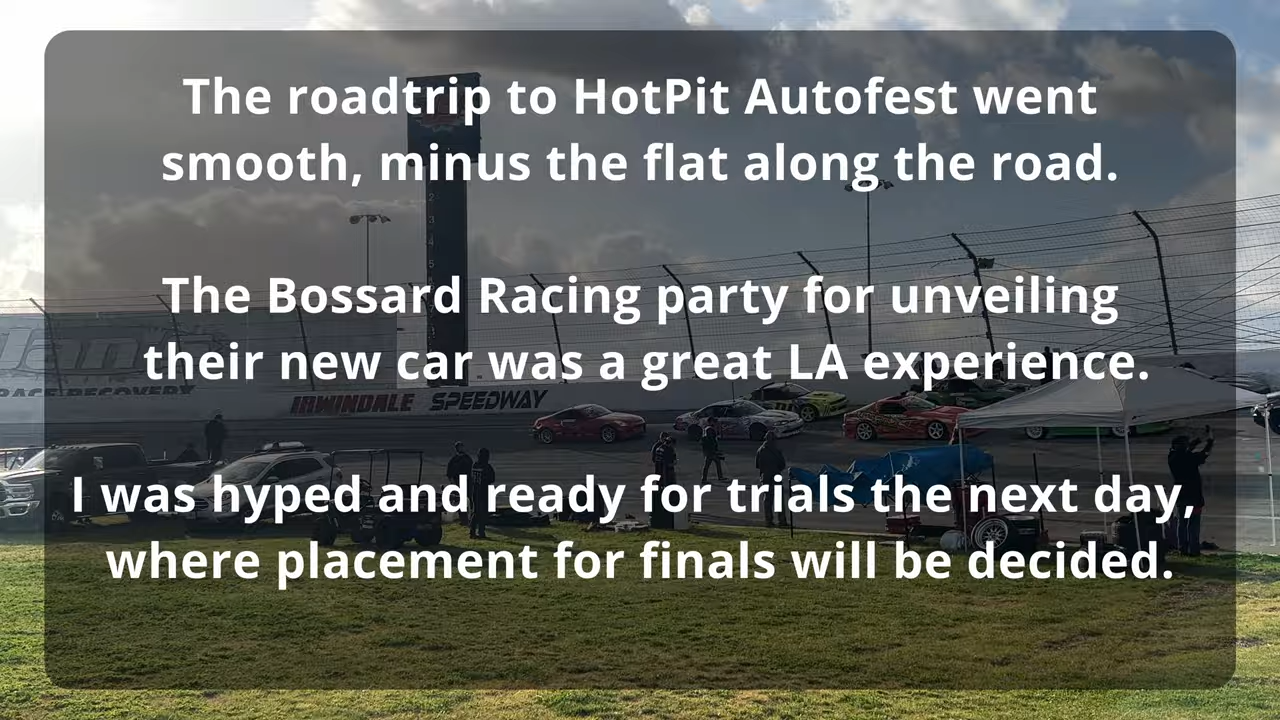 The roadtrip to HotPit Autofest went
smooth, minus the flat along the road.
The Bossard Racing party for unveiling
their new car was a great LA experience.
IRWINDALE SPEEDWAY
I was hyped and ready for trials the next day,
where placement for finals will be decided.